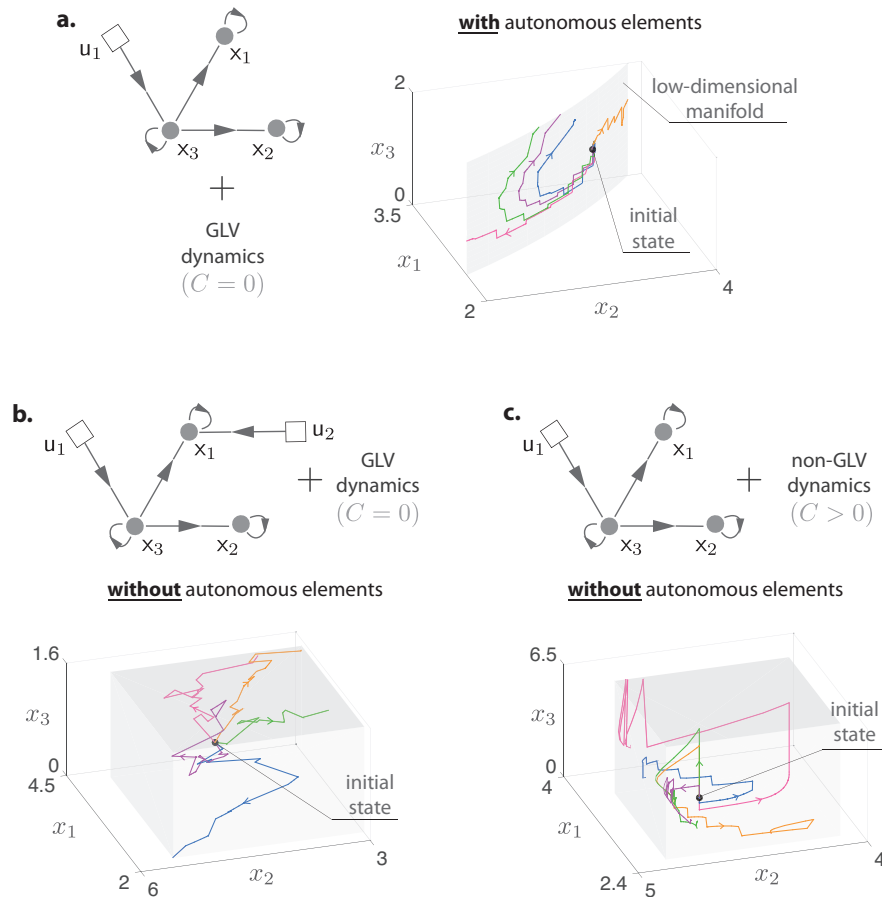 a.
u1
x1
x3
x2
+
GLV
dynamics
(C = 0)
with autonomous elements
2
x3
0
3.5
x1
2
x2
4
low-dimensional
manifold
initial
state
b.
u1
x1
u2
x3
x2
+
GLV
dynamics
(C = 0)
without autonomous elements
1.6
x3
0
4.5
x1
2
6
x2
3
initial
state
c.
u1
x1
x3
x2
+
non-GLV
dynamics
(C > 0)
without autonomous elements
6.5
x3
0
4
x1
2.4
5
x2
4
initial
state